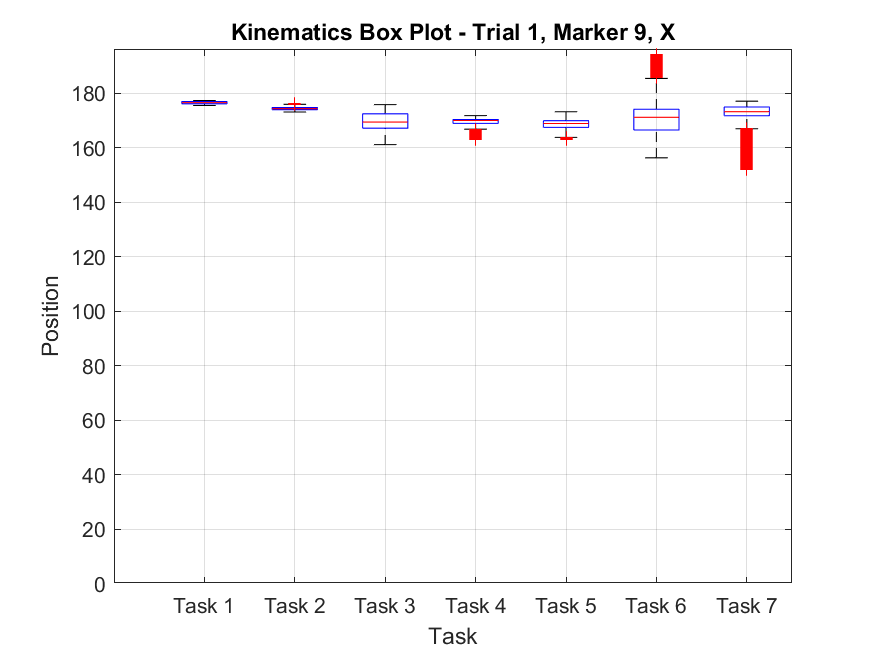 Kinematics Box Plot - Trial 1, Marker 9, X
180
160
140
120
100
80
60
40
20
0
Position
Task 1 Task 2 Task 3 Task 4 Task 5 Task 6 Task 7
Task